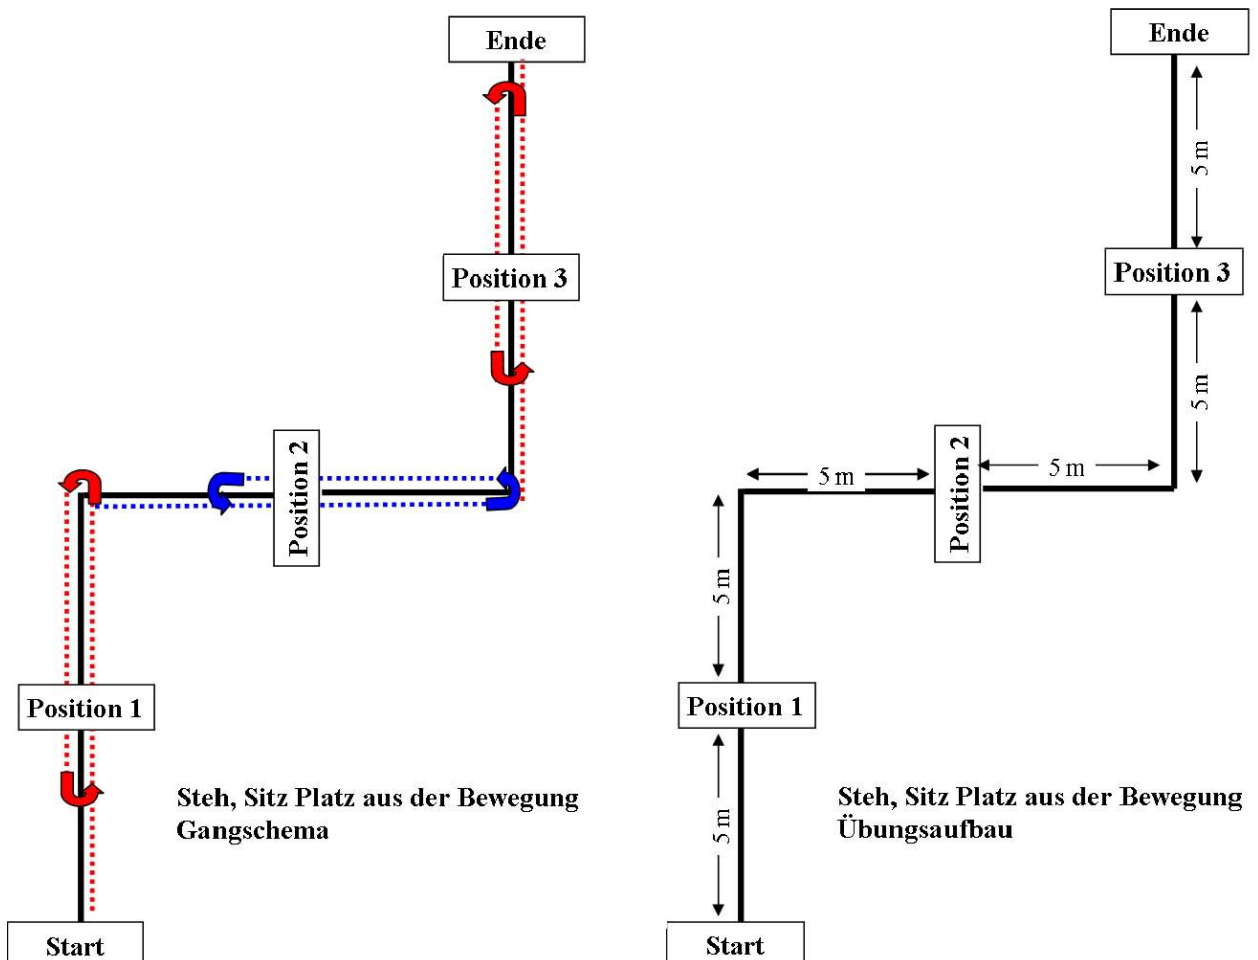 Ende
Position 3
Position 2
Position 1
Steh, Sitz Platz aus der Bewegung
Gangschema
Start
Ende
5 m
Position 3
5 m
5 m
Position 2
5 m
5 m
Position 1
5 m
Steh, Sitz Platz aus der Bewegung
Übungsaufbau
Start